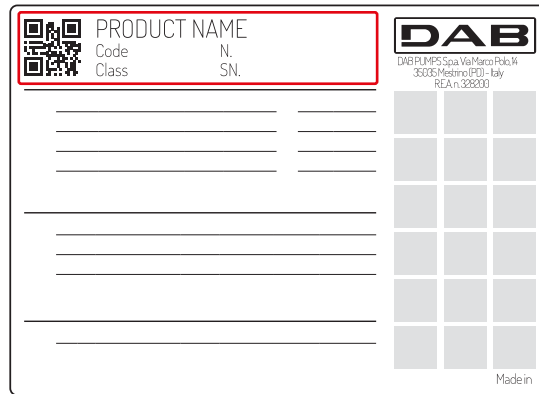 PRODUCT NAME
Code N.
Class SN.
DAB
DAB PUMPS S.p.a. Via Marco Polo, 14
35035 Mestrino (PD) - Italy
R.E.A. n. 328200
Made in